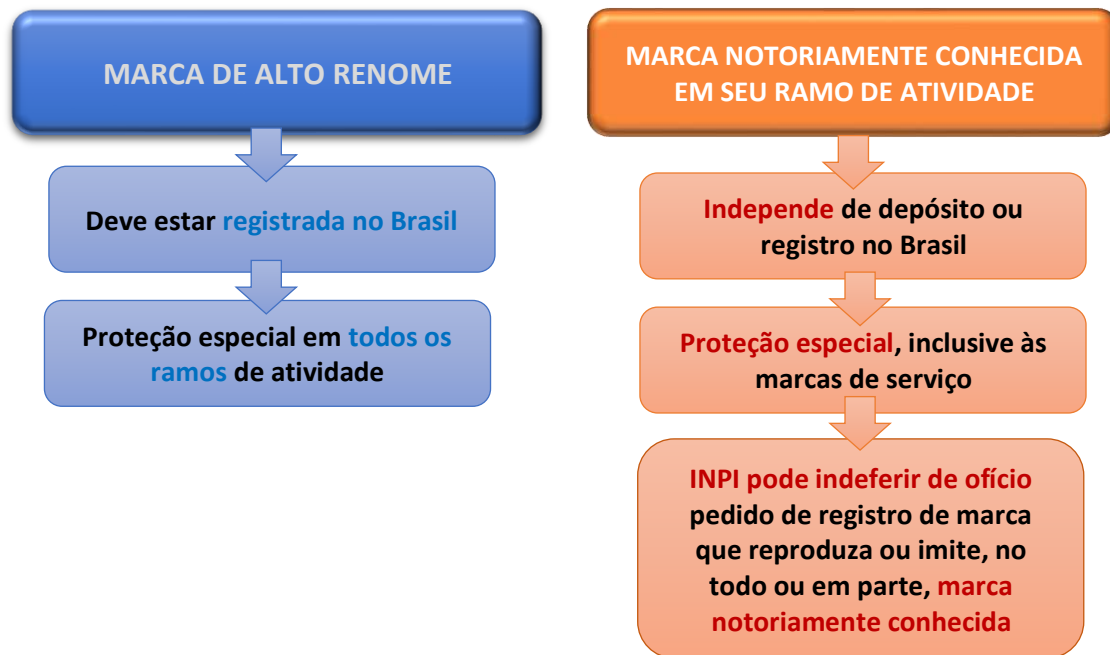 MARCA DE ALTO RENOME
Deve estar registrada no Brasil
Proteção especial em todos os
ramos de atividade
MARCA NOTORIAMENTE CONHECIDA
EM SEU RAMO DE ATIVIDADE
Independe de depósito ou
registro no Brasil
Proteção especial, inclusive às
marcas de serviço
INPI pode indeferir de ofício
pedido de registro de marca
que reproduza ou imite, no
todo ou em parte, marca
notoriamente conhecida